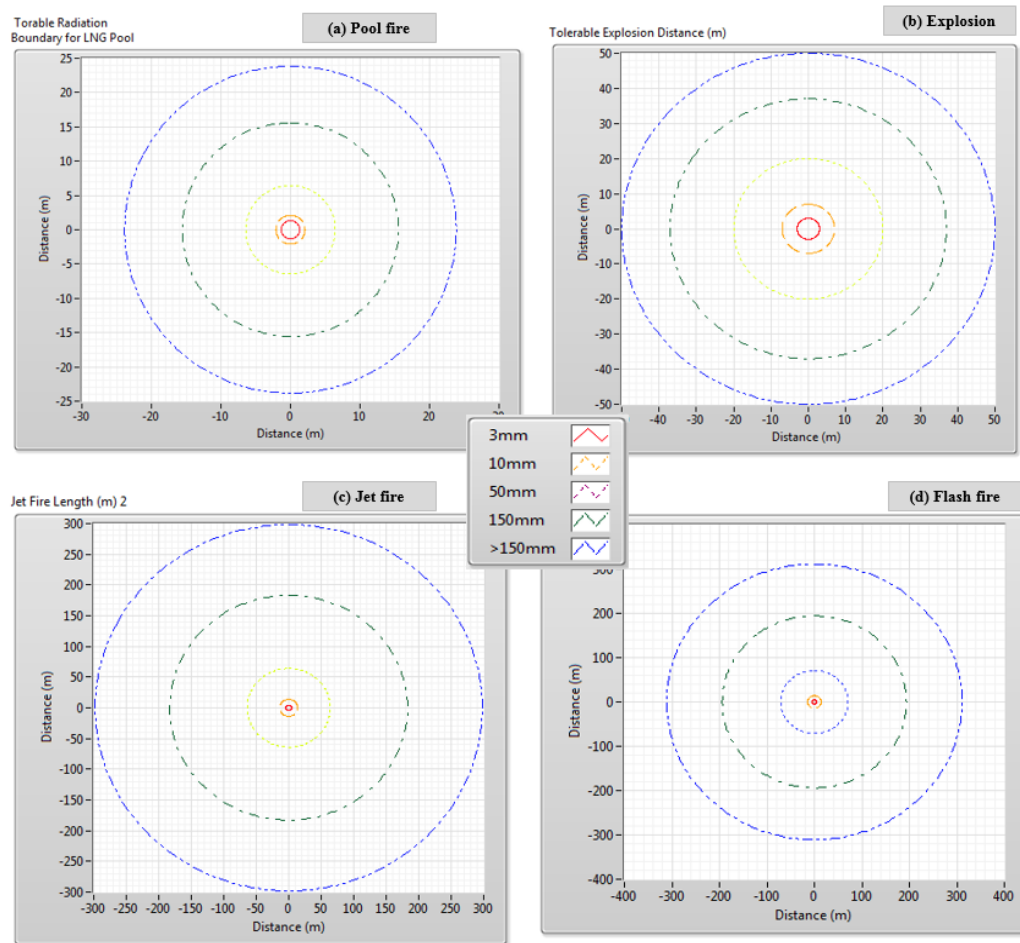 Torable Radiation
Boundary for LNG Pool
(a) Pool fire
25
20
15
10
5
0
-5
-10
-15
-20
-25
Distance (m)
-30 -20 -10 0 10 20 30
Distance (m)
Tolerable Explosion Distance (m)
(b) Explosion
50
40
30
20
10
0
-10
-20
-30
-40
-50
Distance (m)
-50 -40 -30 -20 -10 0 10 20 30 40 50
Distance (m)
3mm
10mm
50mm
150mm
>150mm
Jet Fire Length (m) 2
(c) Jet fire
300
250
200
150
100
50
0
-50
-100
-150
-200
-250
-300
Distance (m)
-300 -250 -200 -150 -100 -50 0 50 100 150 200 250 300
Distance (m)
(d) Flash fire
400
300
200
100
0
-100
-200
-300
-400
Distance (m)
-400 -300 -200 -100 0 100 200 300 400
Distance (m)